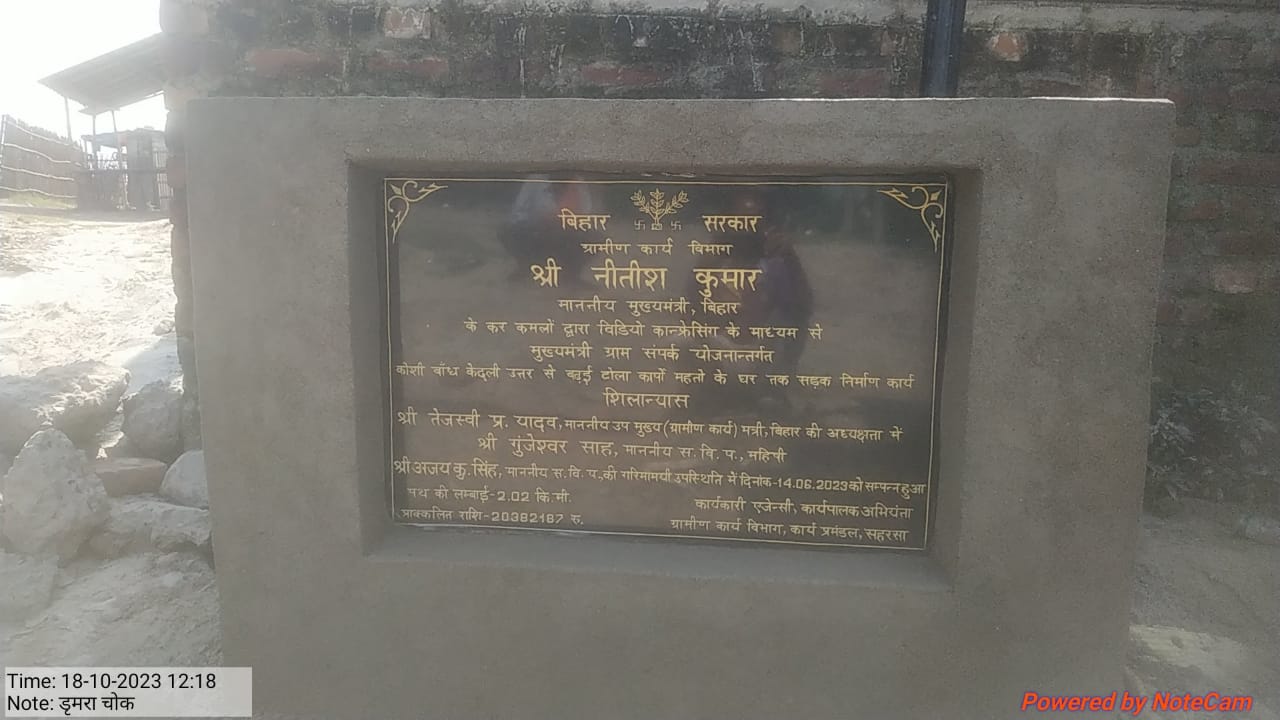 बिहार सरकार
ग्रामीण कार्य विभाग
श्री नीतीश कुमार
माननीय मुख्यमंत्री, बिहार
के कर कमलों द्वारा विडियो कान्फ्रेसिंग के माध्यम से
मुख्यमंत्री ग्राम संपर्क योजनान्तर्गत
कोशी बाँध केदली उत्तर से बढ़ई टोला कार्पो महतो के घर तक सड़क निर्माण कार्य
शिलान्यास
श्री तेजस्वी प्र. यादव, माननीय उप मुख्य (ग्रामीण कार्य) मंत्री, बिहार की अध्यक्षता में
श्री गुंजेश्वर साह, माननीय स. वि. प., महिषी
श्री अजय कु. सिंह, माननीय स. वि. प., की गरिमामयी उपस्थिति में दिनांक-14.06.2023 को सम्पन्न हुआ
पथ की लम्बाई-2.02 कि.मी.
प्राक्कलित राशि-20382187 रु.
कार्यकारी एजेन्सी, कार्यपालक अभियंता
ग्रामीण कार्य विभाग, कार्य प्रमंडल, सहरसा
Time: 18-10-2023 12:18
Note: डृमरा चोक
Powered by NoteCam